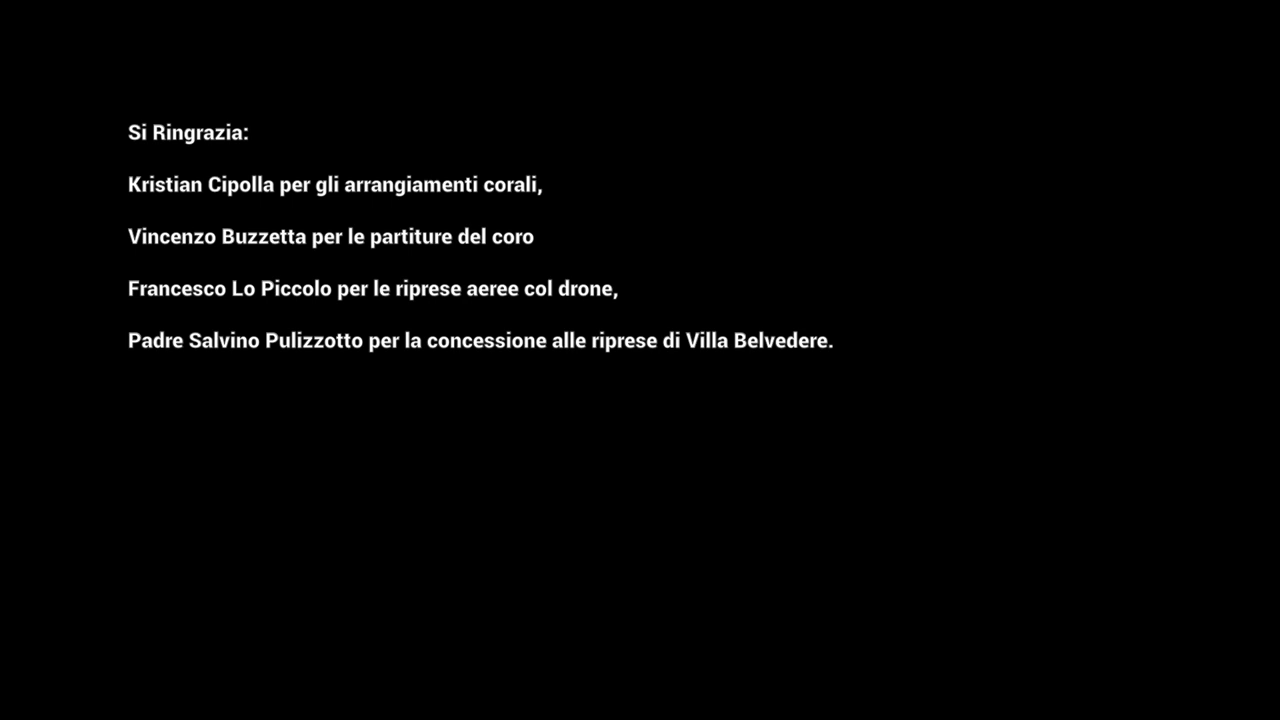 Si Ringrazia:
Kristian Cipolla per gli arrangiamenti corali,
Vincenzo Buzzetta per le partiture del coro
Francesco Lo Piccolo per le riprese aeree col drone,
Padre Salvino Pulizzotto per la concessione alle riprese di Villa Belvedere.